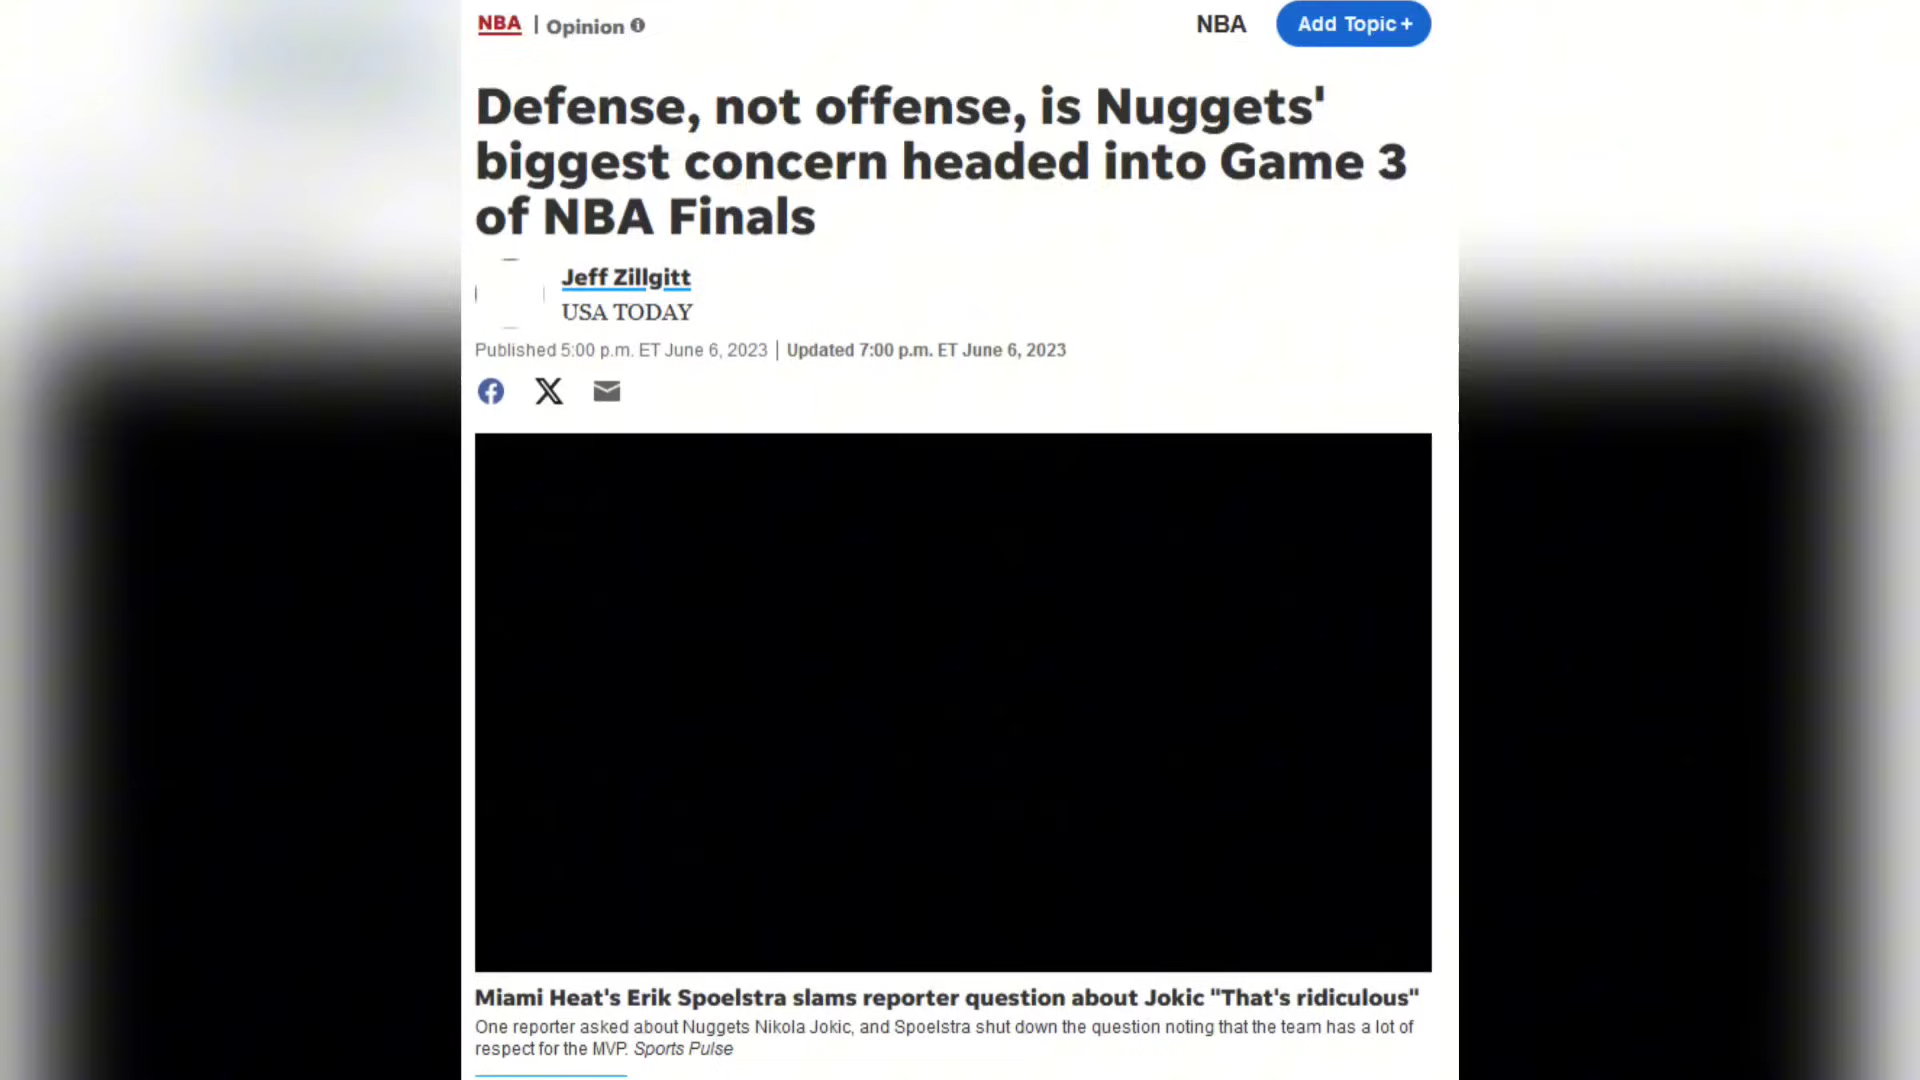 NBA | Opinion
NBA
Add Topic +
Defense, not offense, is Nuggets'
biggest concern headed into Game 3
of NBA Finals
Jeff Zillgitt
USA TODAY
Published 5:00 p.m. ET June 6, 2023 | Updated 7:00 p.m. ET June 6, 2023
Miami Heat's Erik Spoelstra slams reporter question about Jokic "That's ridiculous"
One reporter asked about Nuggets Nikola Jokic, and Spoelstra shut down the question noting that the team has a lot of
respect for the MVP. Sports Pulse